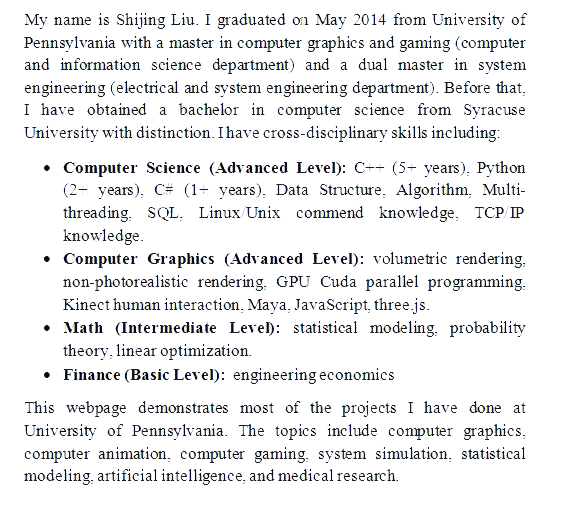 My name is Shijing Liu. I graduated on May 2014 from University of
Pennsylvania with a master in computer graphics and gaming (computer
and information science department) and a dual master in system
engineering (electrical and system engineering department). Before that,
I have obtained a bachelor in computer science from Syracuse
University with distinction. I have cross-disciplinary skills including:
• Computer Science (Advanced Level): C++ (5+ years), Python
(2+ years), C# (1+ years), Data Structure, Algorithm, Multi-
threading, SQL, Linux/Unix commend knowledge, TCP/IP
knowledge.
• Computer Graphics (Advanced Level): volumetric rendering,
non-photorealistic rendering, GPU Cuda parallel programming,
Kinect human interaction, Maya, JavaScript, three.js.
• Math (Intermediate Level): statistical modeling, probability
theory, linear optimization.
• Finance (Basic Level): engineering economics
This webpage demonstrates most of the projects I have done at
University of Pennsylvania. The topics include computer graphics,
computer animation, computer gaming, system simulation, statistical
modeling, artificial intelligence, and medical research.